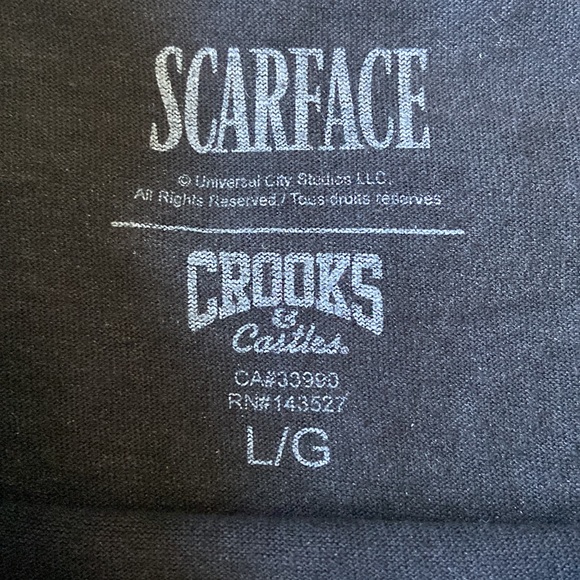 SCARFACE
© Universal City Studios LLC.
All Rights Reserved / Tous droits reserves
CROOKS
&
Castles®
CA#33990
RN#143527
L/G